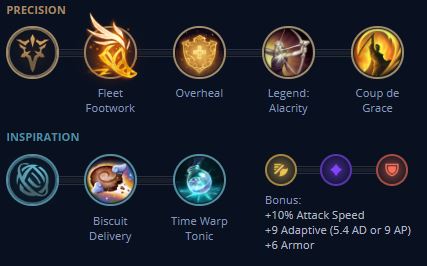 PRECISION
Fleet
Footwork
Overheal
Legend:
Alacrity
Coup de
Grace
INSPIRATION
Biscuit
Delivery
Time Warp
Tonic
Bonus:
+10% Attack Speed
+9 Adaptive (5.4 AD or 9 AP)
+6 Armor